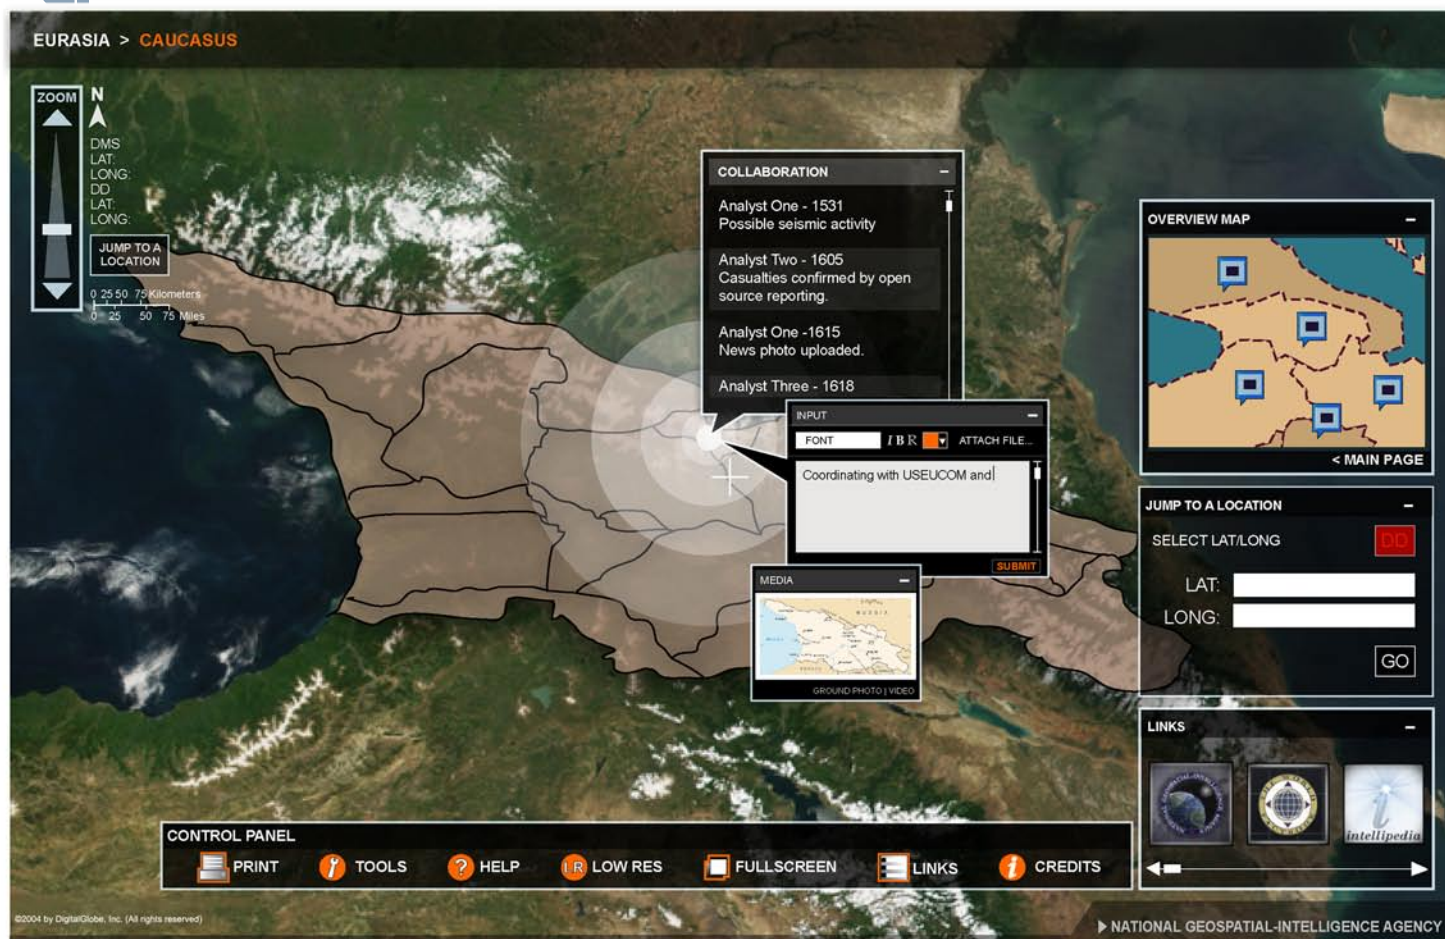 EURASIA > CAUCASUS
ZOOM
N
DMS
LAT:
LONG:
DD
LAT:
LONG:
JUMP TO A
LOCATION
0 25 50 75 Kilometers
0 25 50 75 Miles
COLLABORATION
Analyst One - 1531
Possible seismic activity
Analyst Two - 1605
Casualties confirmed by open
source reporting.
Analyst One -1615
News photo uploaded.
Analyst Three - 1618
INPUT
FONT
I B R
ATTACH FILE...
Coordinating with USEUCOM and
SUBMIT
MEDIA
RUSSIA
GROUND PHOTO | VIDEO
OVERVIEW MAP
< MAIN PAGE
JUMP TO A LOCATION
SELECT LAT/LONG
DD
LAT:
LONG:
GO
LINKS
intellipedia
CONTROL PANEL
PRINT
TOOLS
? HELP
LR LOW RES
FULLSCREEN
LINKS
i CREDITS
©2004 by DigitalGlobe, Inc. (All rights reserved)
NATIONAL GEOSPATIAL-INTELLIGENCE AGENCY